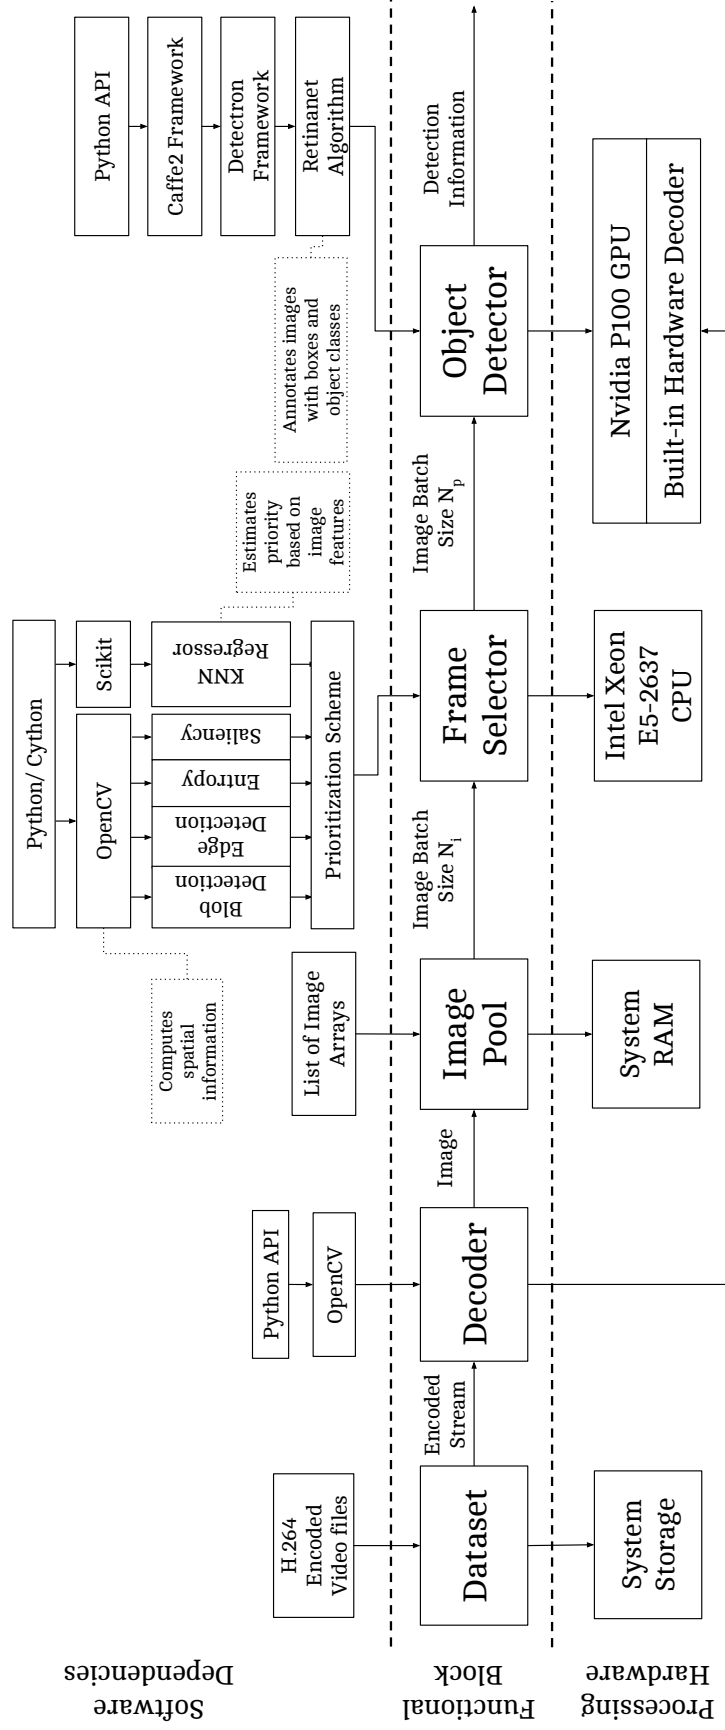 Software
Dependencies
H.264
Encoded
Video files
Python API
OpenCV
List of Image
Arrays
Computes
spatial
information
Python/ Cython
OpenCV
Scikit
Blob
Detection
Edge
Detection
Entropy
Saliency
KNN
Regressor
Prioritization Scheme
Estimates
priority
based on
image
features
Annotates images
with boxes and
object classes
Python API
Caffe2 Framework
Detectron
Framework
Retinanet
Algorithm
Functional
Block
Dataset
Encoded
Stream
Decoder
Image
Image
Pool
Image Batch
Size Ni
Frame
Selector
Image Batch
Size Np
Object
Detector
Detection
Information
Processing
Hardware
System
Storage
System
RAM
Intel Xeon
E5-2637
CPU
Nvidia P100 GPU
Built-in Hardware Decoder